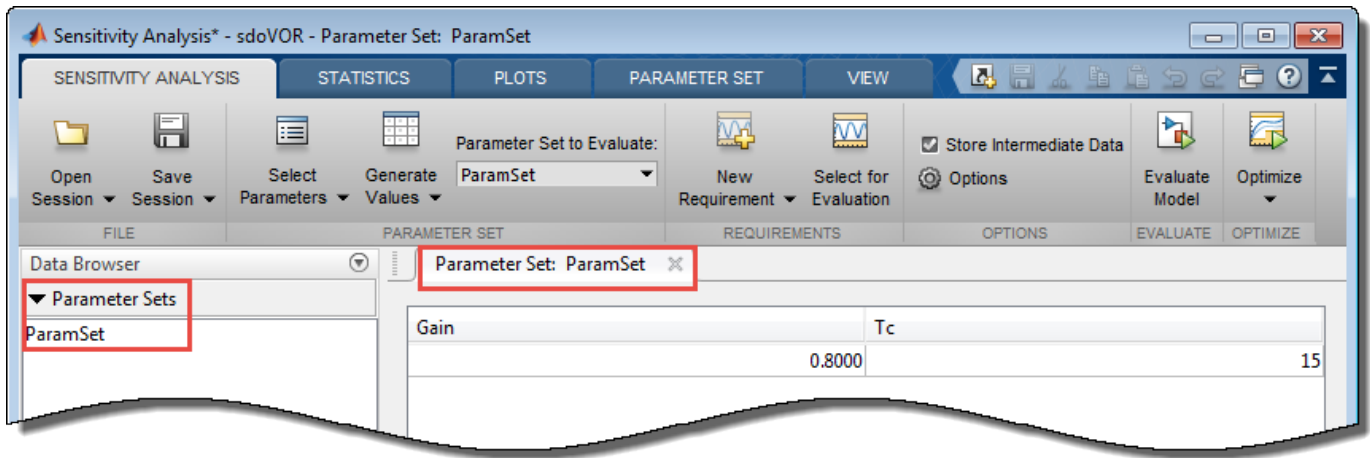 Sensitivity Analysis* - sdoVOR - Parameter Set: ParamSet
SENSITIVITY ANALYSIS STATISTICS PLOTS PARAMETER SET VIEW
Open Session
Save Session
Select Parameters
Generate Values
Parameter Set to Evaluate:
ParamSet
New Requirement
Select for Evaluation
Store Intermediate Data
Options
Evaluate Model
Optimize
FILE PARAMETER SET REQUIREMENTS OPTIONS EVALUATE OPTIMIZE
Data Browser
Parameter Sets
ParamSet
Parameter Set: ParamSet
Gain Tc
0.8000 15